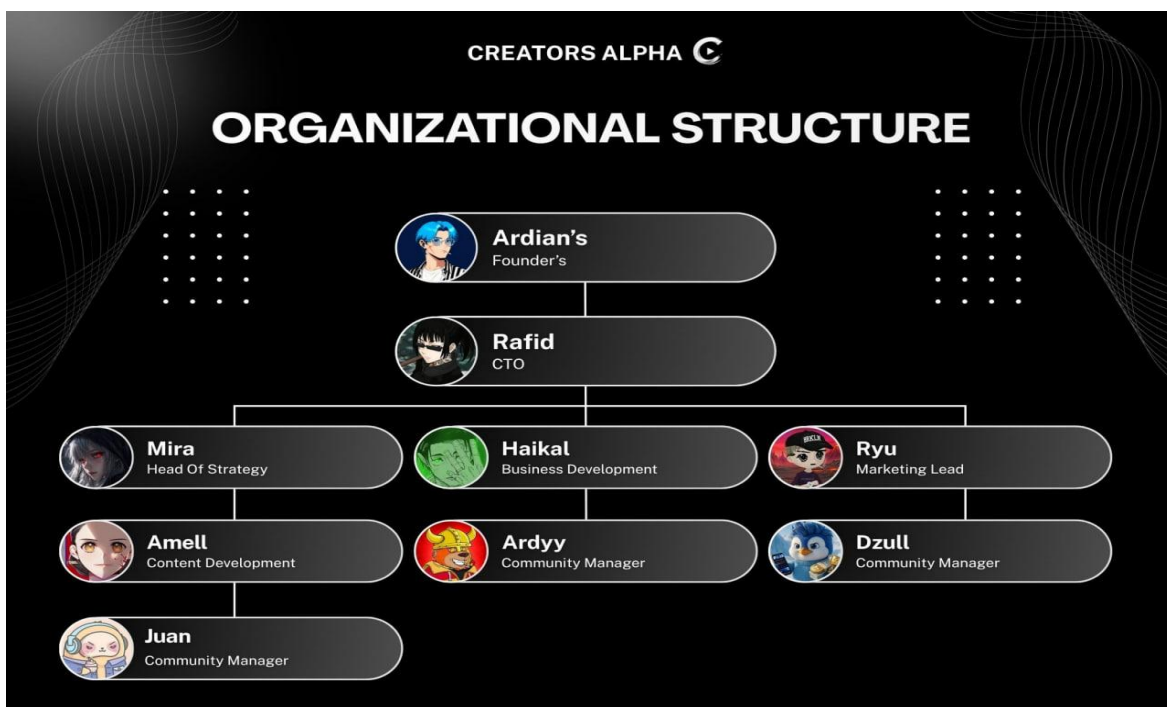 CREATORS ALPHA
ORGANIZATIONAL STRUCTURE
Ardian’s
Founder’s
Rafid
CTO
Mira
Head Of Strategy
Haikal
Business Development
Ryu
Marketing Lead
Amell
Content Development
Ardyy
Community Manager
Dzull
Community Manager
Juan
Community Manager